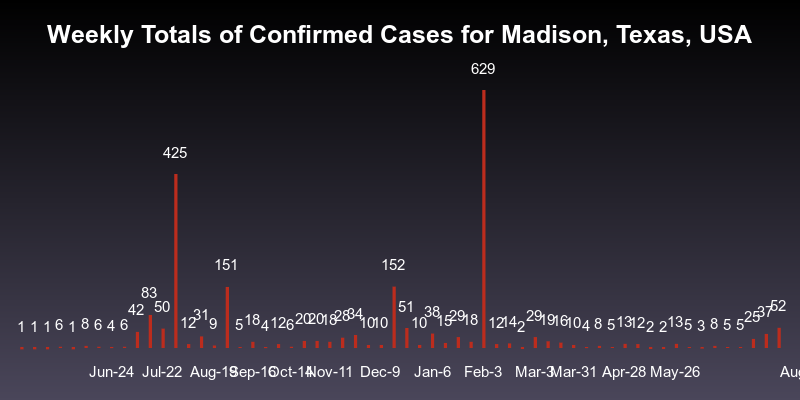 Weekly Totals of Confirmed Cases for Madison, Texas, USA
629
425
151
152
1 1 1 6 1 8 6 4 6 42 83 50 12 31 9 5 18 4 12 6 20 20 18 28 34 10 10 51 10 38 15 29 18 12 14 2 29 19 16 10 4 8 5 13 12 2 2 13 5 3 8 5 5 25 37 52
Jun-24 Jul-22 Aug-19 Sep-16 Oct-14 Nov-11 Dec-9 Jan-6 Feb-3 Mar-3 Mar-31 Apr-28 May-26 Au